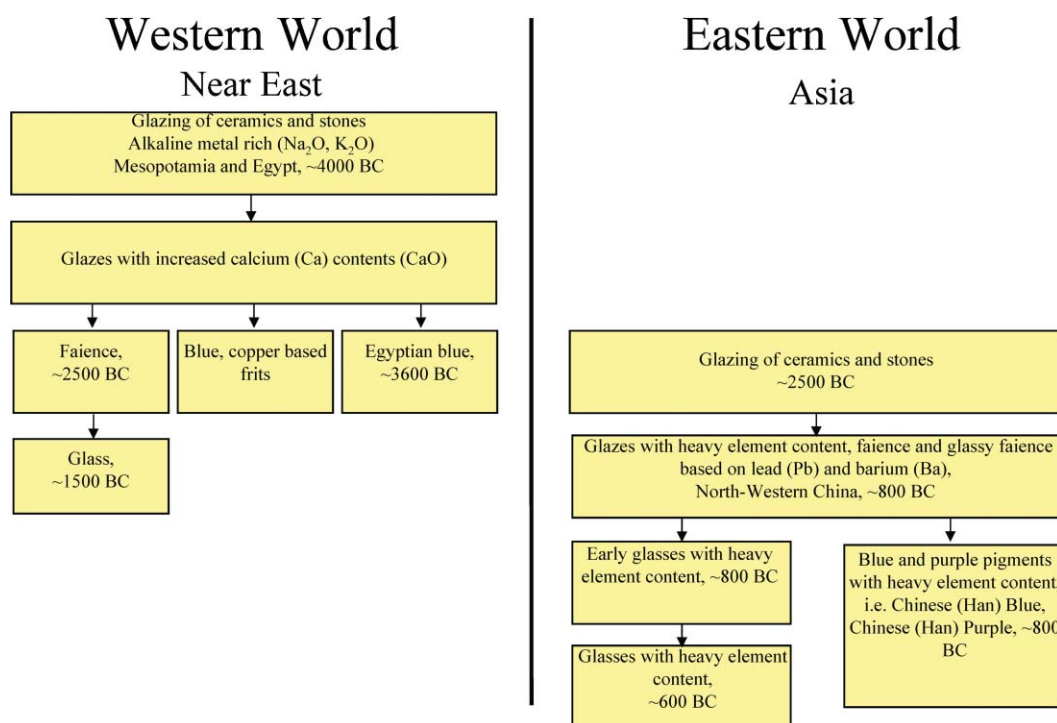 Western World
Near East
Glazing of ceramics and stones
Alkaline metal rich (Na₂O, K₂O)
Mesopotamia and Egypt, ~4000 BC
Glazes with increased calcium (Ca) contents (CaO)
Faience,
~2500 BC
Blue, copper based
frits
Egyptian blue,
~3600 BC
Glass,
~1500 BC
Eastern World
Asia
Glazing of ceramics and stones
~2500 BC
Glazes with heavy element content, faience and glassy faience
based on lead (Pb) and barium (Ba),
North-Western China, ~800 BC
Early glasses with heavy
element content, ~800 BC
Glasses with heavy element
content,
~600 BC
Blue and purple pigments
with heavy element content,
i.e. Chinese (Han) Blue,
Chinese (Han) Purple, ~800
BC